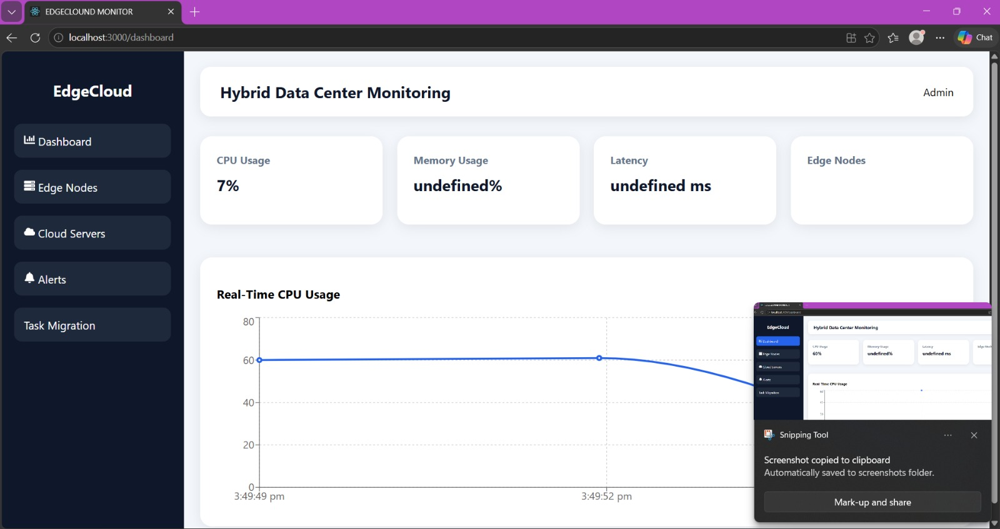 EDGECLOUND MONITOR
localhost:3000/dashboard
Chat
EdgeCloud
Dashboard
Edge Nodes
Cloud Servers
Alerts
Task Migration
Hybrid Data Center Monitoring
Admin
CPU Usage
7%
Memory Usage
undefined%
Latency
undefined ms
Edge Nodes
Real-Time CPU Usage
80
60
40
20
0
3:49:49 pm
3:49:52 pm
EdgeCloud
Dashboard
Edge Nodes
Cloud Servers
Alerts
Task Migration
Hybrid Data Center Monitoring
CPU Usage
60%
Memory Usage
undefined%
Latency
undefined ms
Real-Time CPU Usage
Snipping Tool
Screenshot copied to clipboard
Automatically saved to screenshots folder.
Mark-up and share